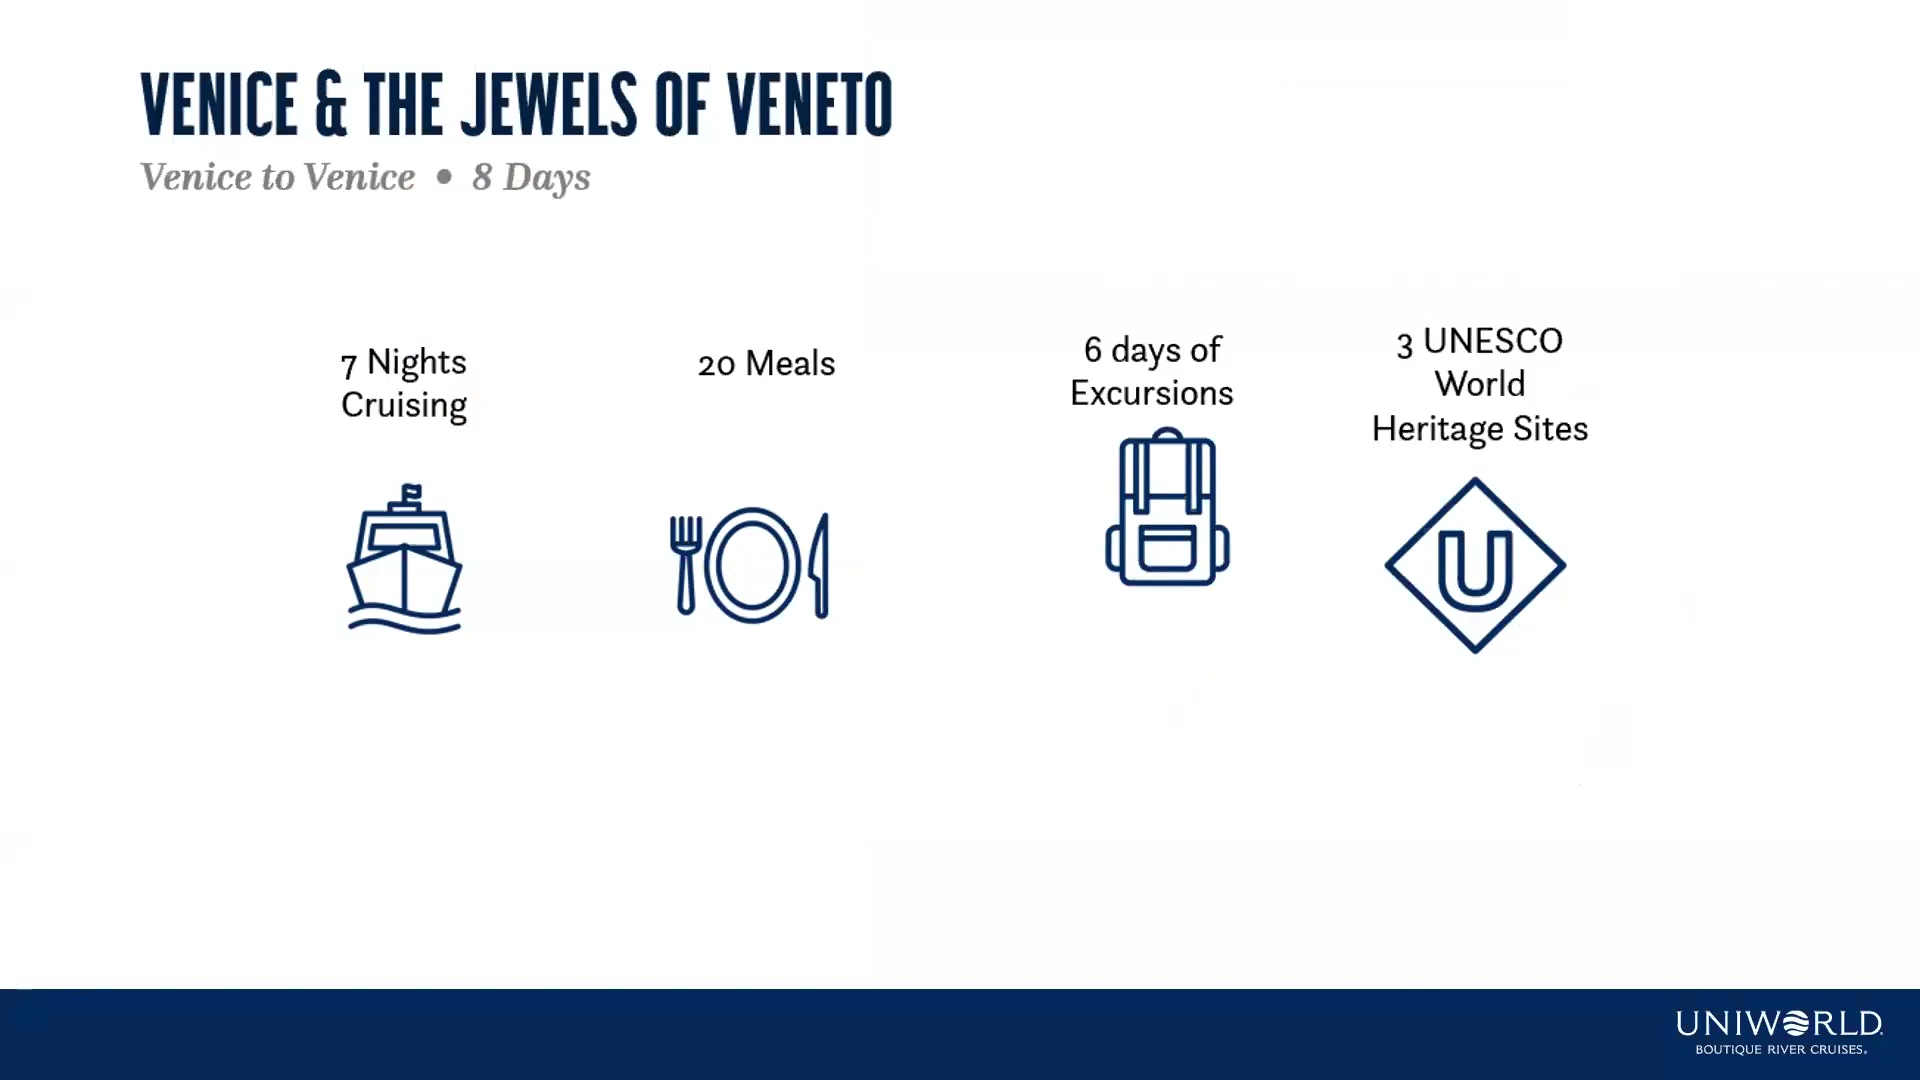 VENICE & THE JEWELS OF VENETO
Venice to Venice • 8 Days
7 Nights
Cruising
20 Meals
6 days of
Excursions
3 UNESCO
World
Heritage Sites
U
UNIWORLD
BOUTIQUE RIVER CRUISES.